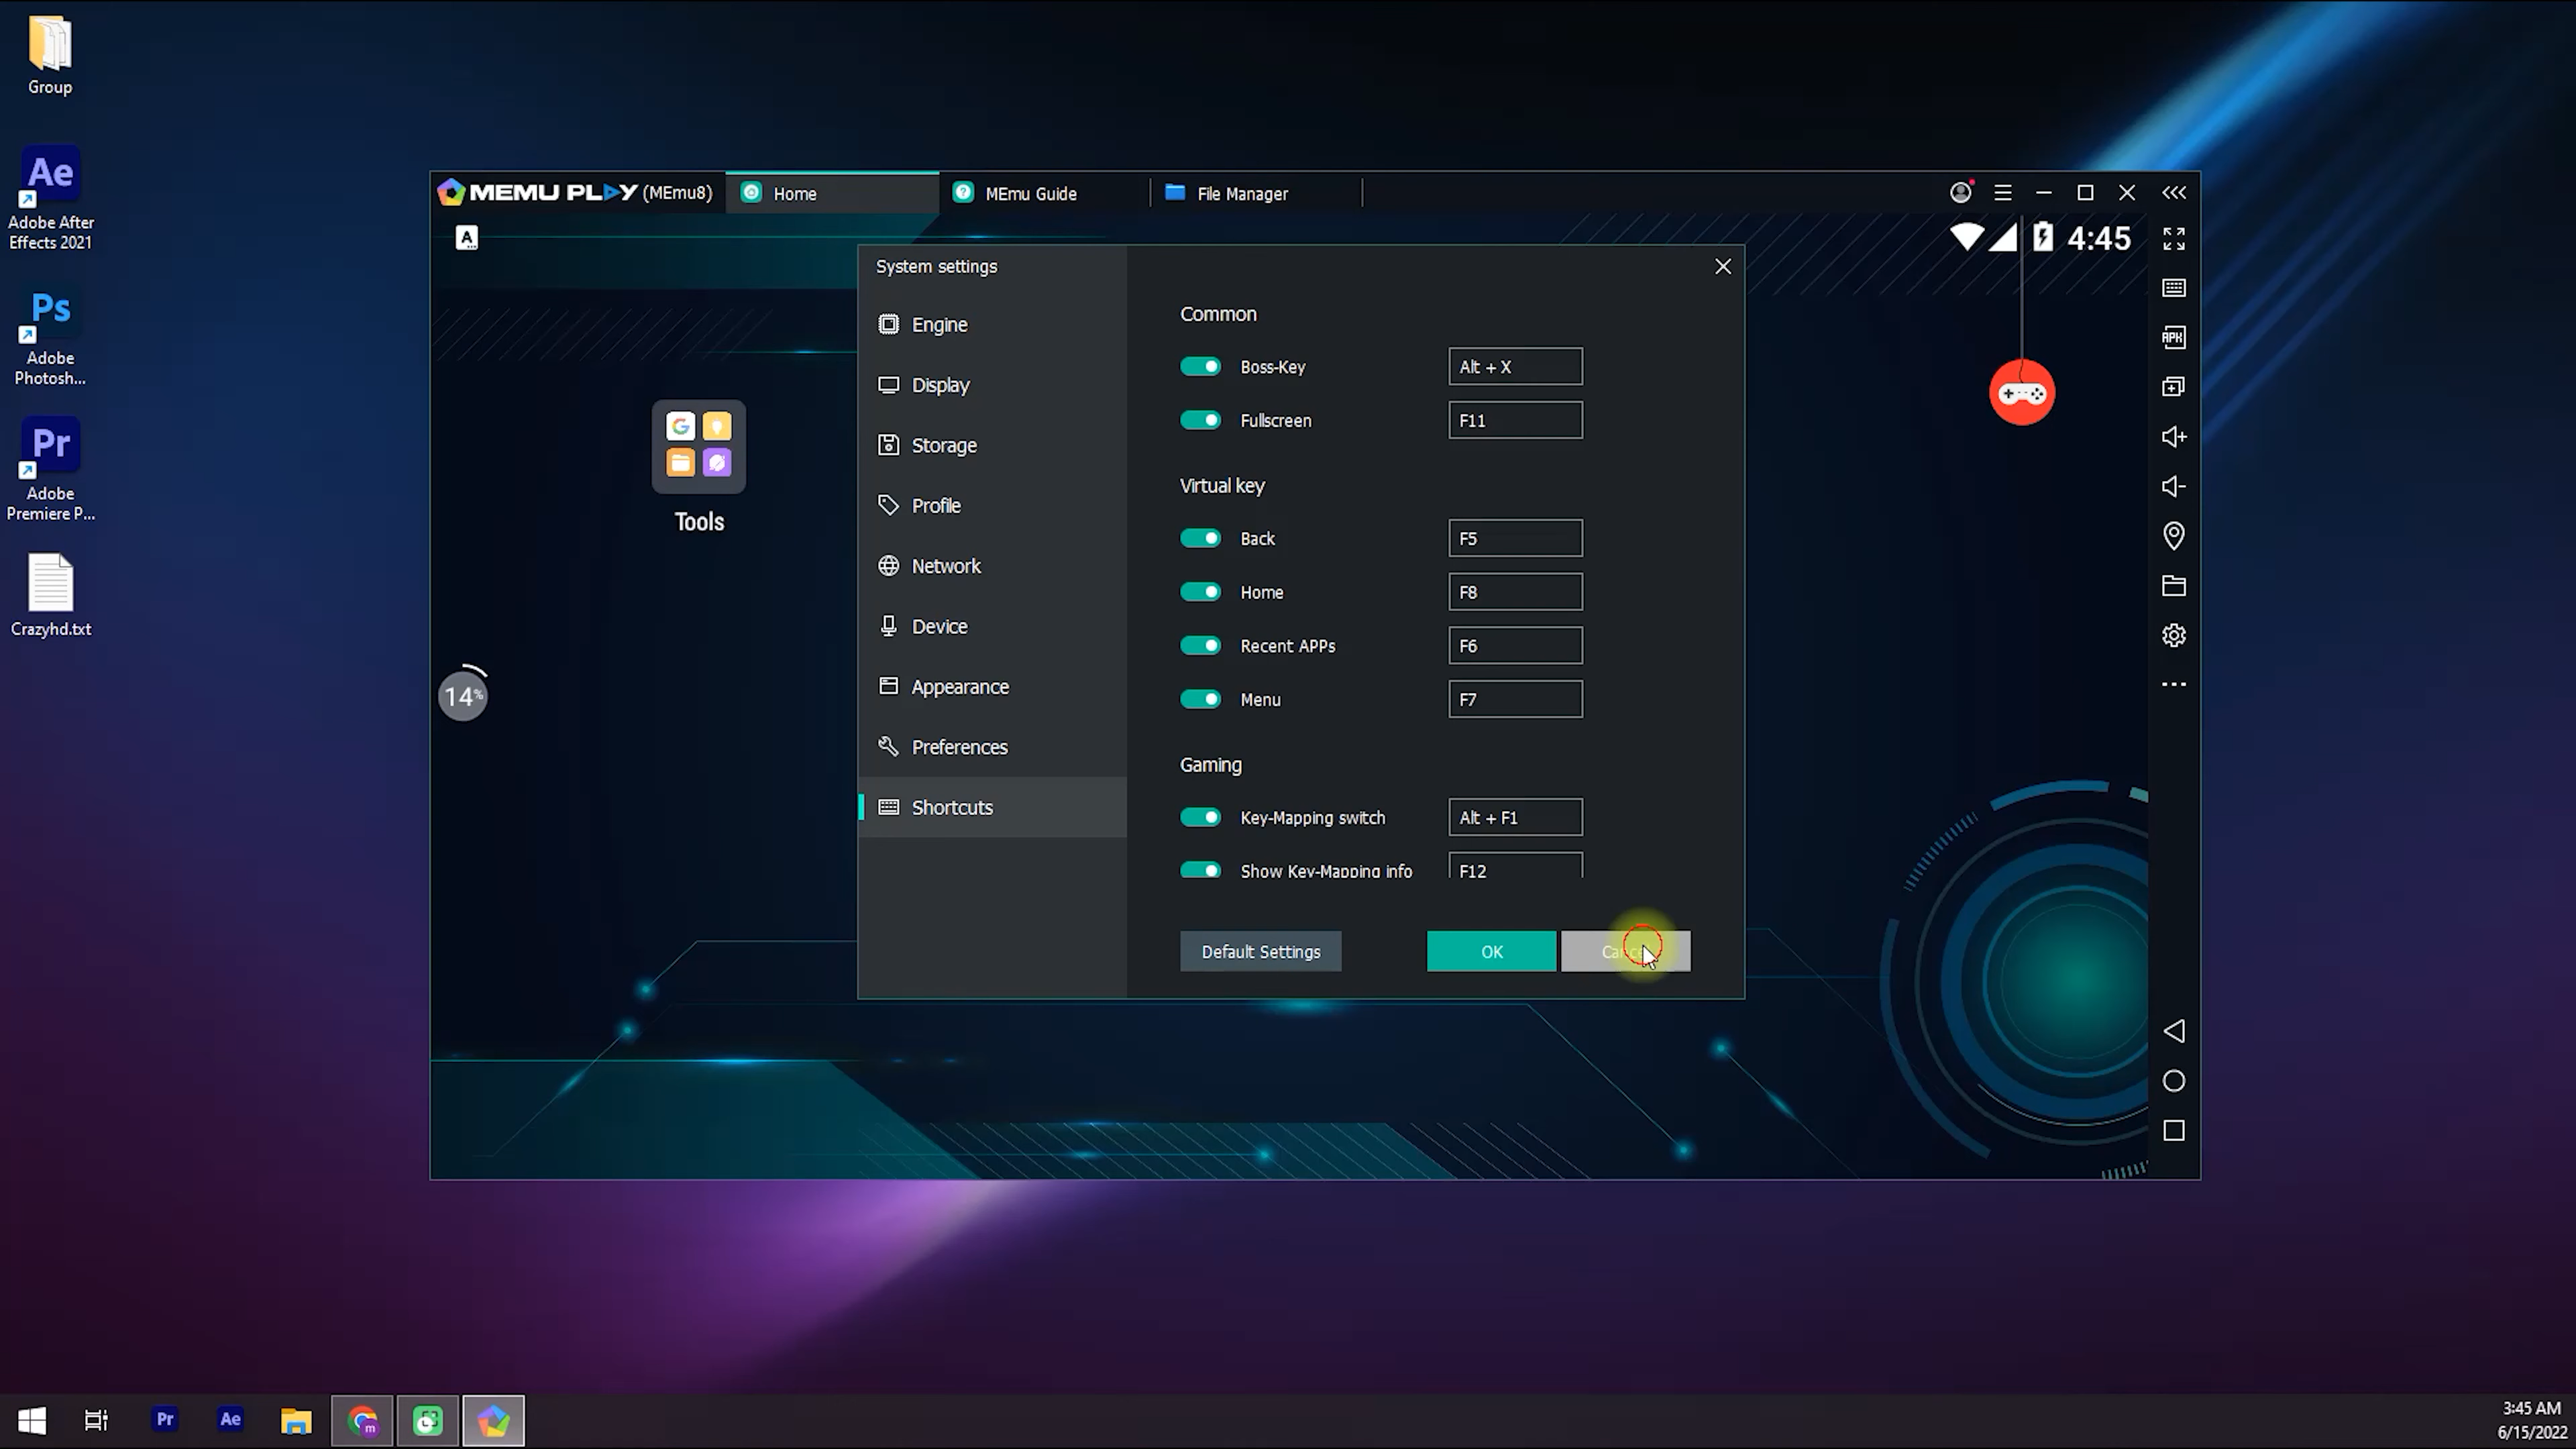 Group
Adobe After
Effects 2021
Adobe
Photosh...
Adobe
Premiere P...
Crazyhd.txt
Ae
Ps
Pr
MEMU PLAY (MEmu8)
Home
MEmu Guide
File Manager
A
4:45
APK
G
Tools
14%
System settings
Engine
Display
Storage
Profile
Network
Device
Appearance
Preferences
Shortcuts
Common
Boss-Key
Alt + X
Fullscreen
F11
Virtual key
Back
F5
Home
F8
Recent APPs
F6
Menu
F7
Gaming
Key-Mapping switch
Alt + F1
Show Key-Mapping info
F12
Default Settings
OK
Pr
Ae
m
3:45 AM
6/15/2022